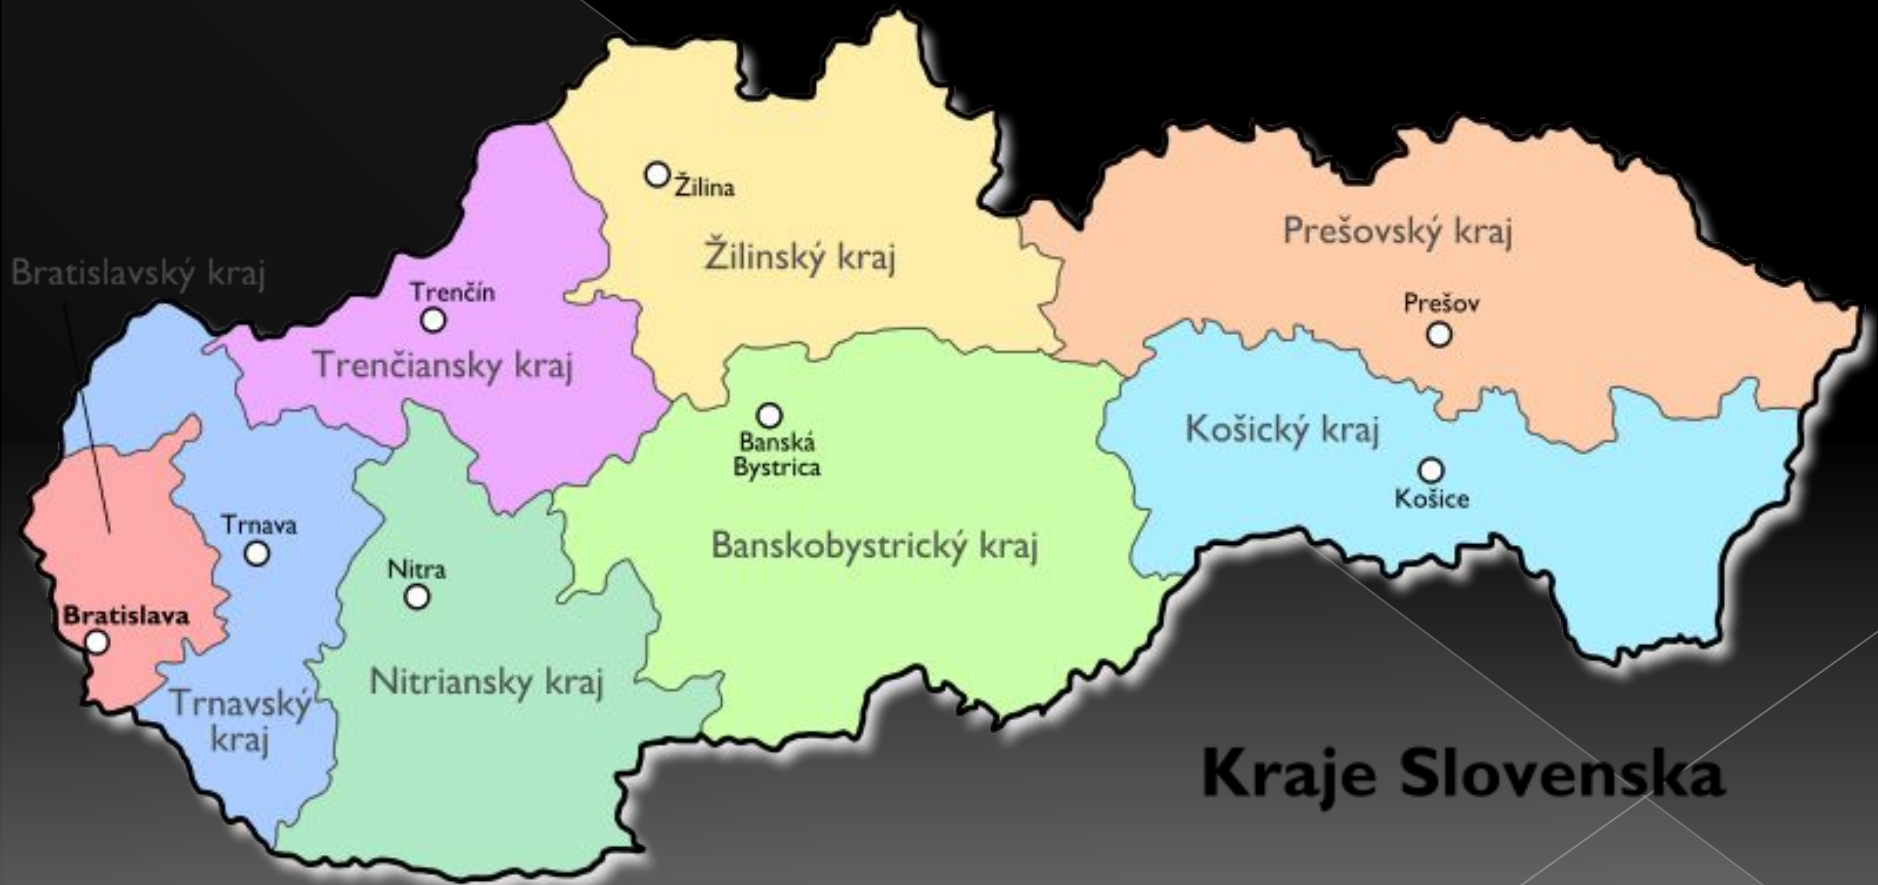 Žilina
Žilinský kraj
Prešovský kraj
Bratislavský kraj
Trenčín
Prešov
Trenčiansky kraj
Banská
Bystrica
Košický kraj
Košice
Trnava
Banskobystrický kraj
Nitra
Bratislava
Nitriansky kraj
Trnavský
kraj
Kraje Slovenska